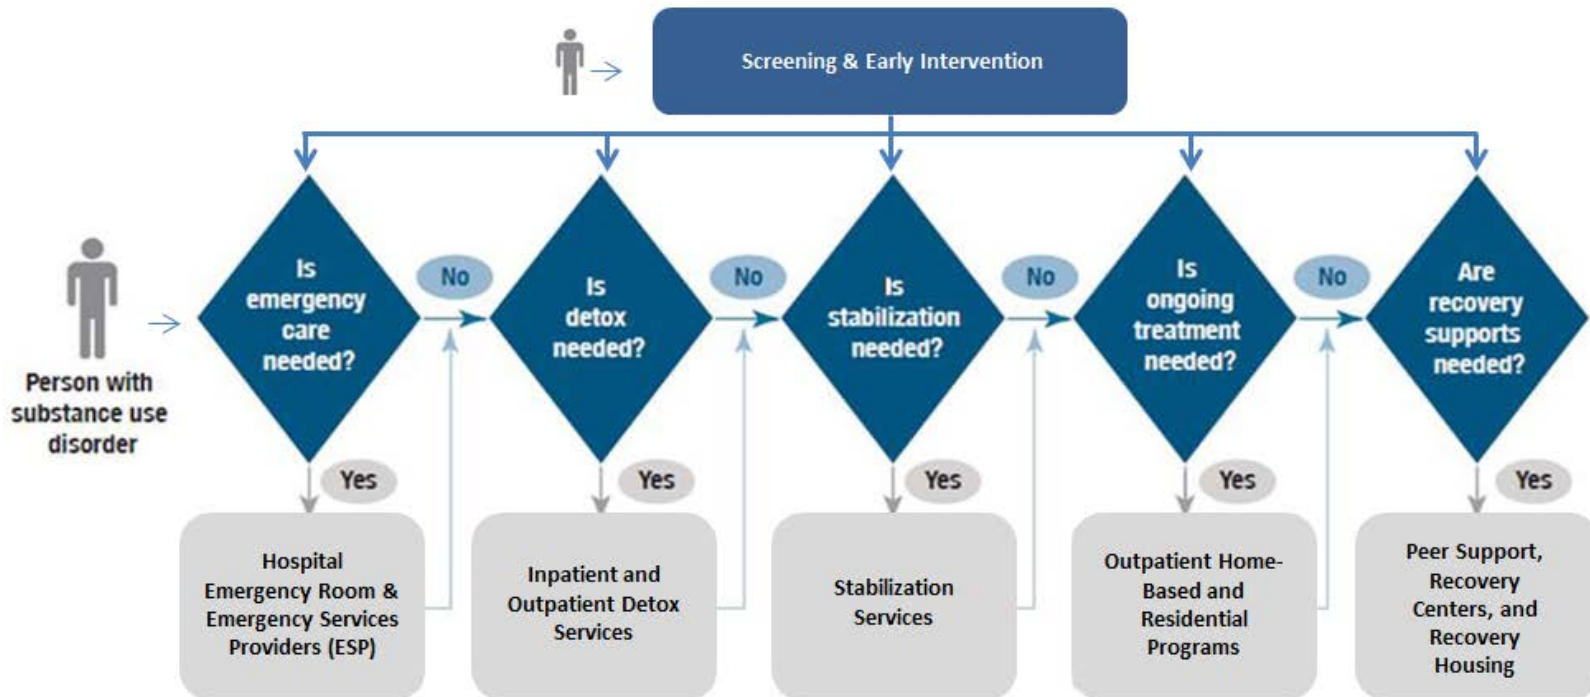 Screening & Early Intervention
Person with
substance use
disorder
Is
emergency
care
needed?
No
Is
detox
needed?
No
Is
stabilization
needed?
No
Is
ongoing
treatment
needed?
No
Are
recovery
supports
needed?
Yes
Yes
Yes
Yes
Yes
Hospital
Emergency Room &
Emergency Services
Providers (ESP)
Inpatient and
Outpatient Detox
Services
Stabilization
Services
Outpatient Home-
Based and
Residential
Programs
Peer Support,
Recovery
Centers, and
Recovery
Housing